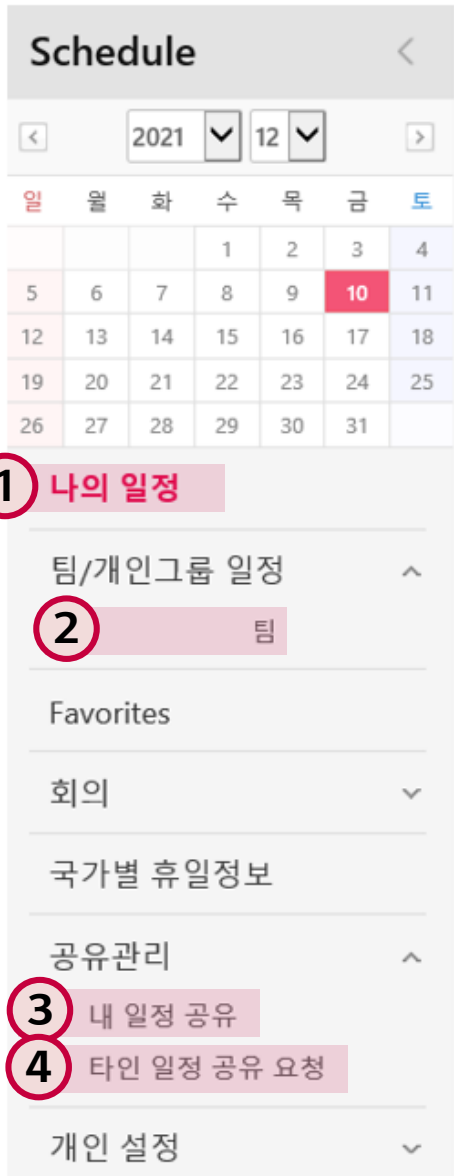 Schedule
2021 12
일 월 화 수 목 금 토
1 2 3 4
5 6 7 8 9 10 11
12 13 14 15 16 17 18
19 20 21 22 23 24 25
26 27 28 29 30 31
1 나의 일정
팀/개인그룹 일정
2 팀
Favorites
회의
국가별 휴일정보
공유관리
3 내 일정 공유
4 타인 일정 공유 요청
개인 설정